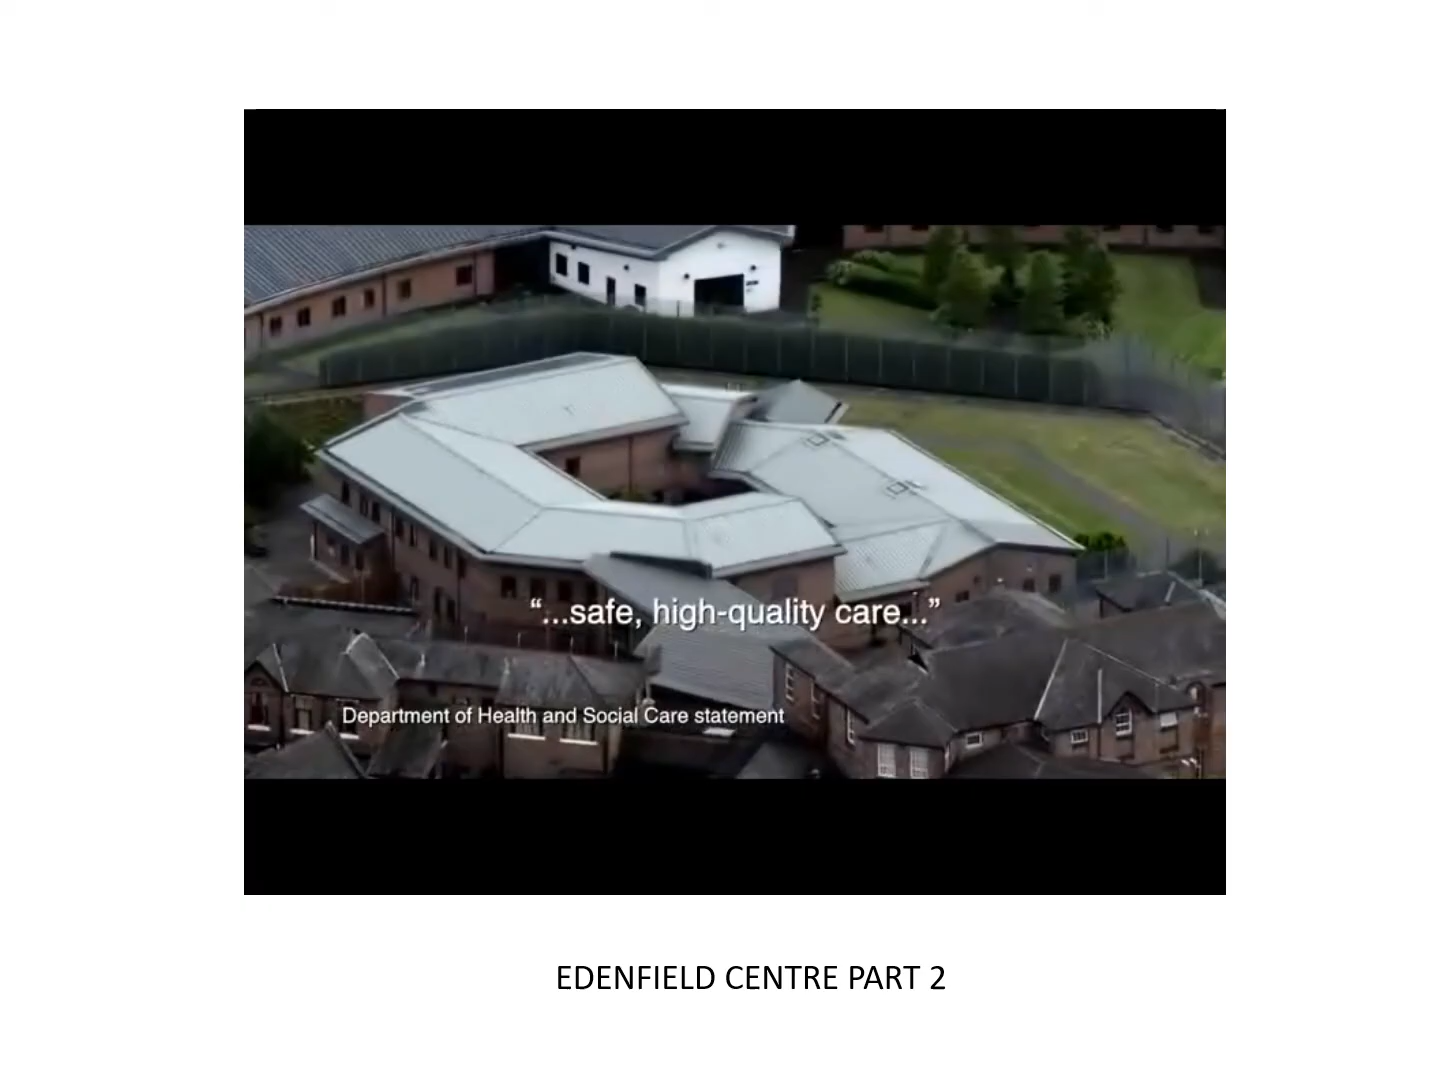 “...safe, high-quality care...”
Department of Health and Social Care statement
EDENFIELD CENTRE PART 2